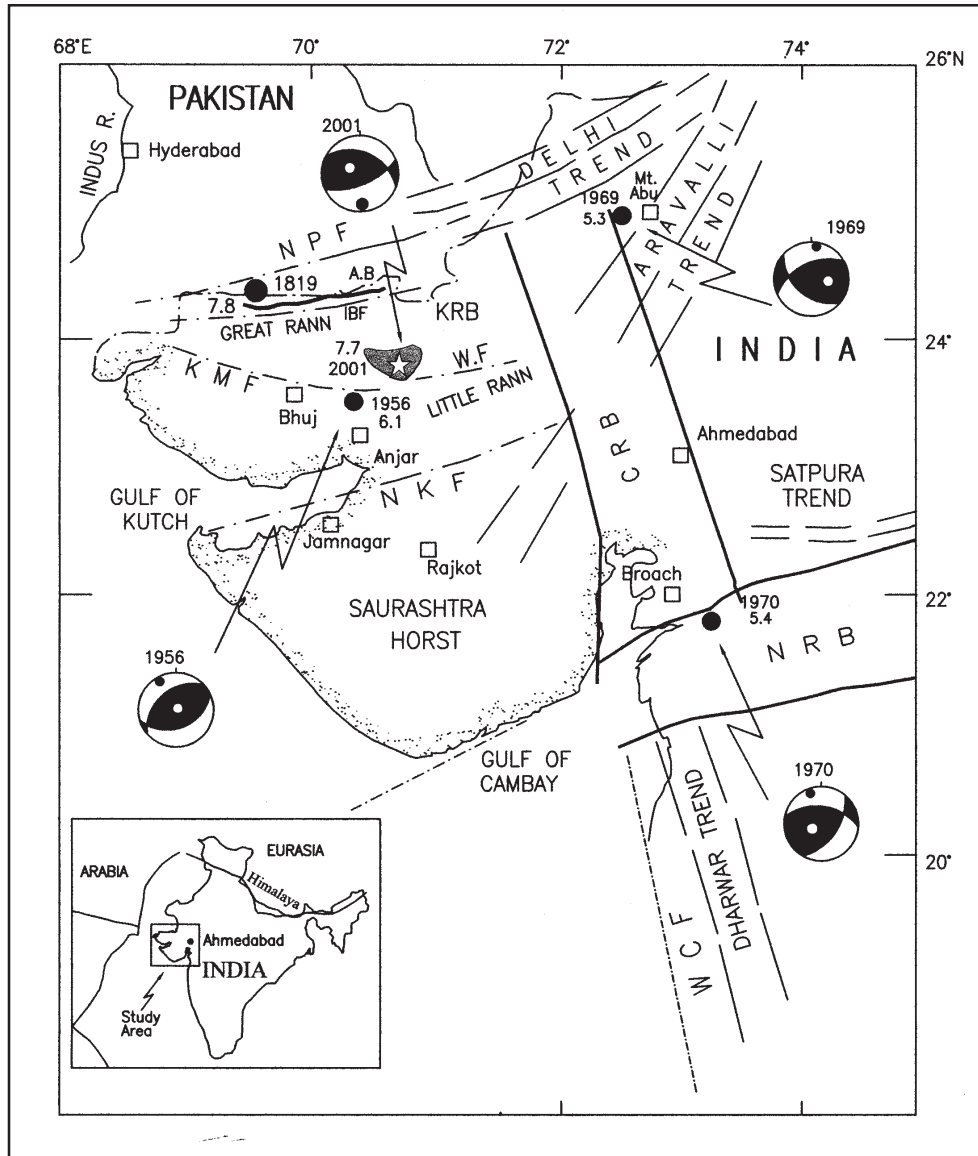 68°E 70° 72° 74° 26°N
PAKISTAN
INDUS R.
Hyderabad
2001
DELHI
TREND
Mt.
Abu
1969
5.3
ARAVALLI
TREND
1969
NPF
1819
A.B
7.8
IBF
GREAT RANN
KRB
INDIA
24°
7.7
2001
W.F
KMF
LITTLE RANN
Bhuj
1956
6.1
Anjar
CRB
Ahmedabad
SATPURA
TREND
GULF OF
KUTCH
NKF
Jamnagar
Rajkot
Broach
22°
1970
5.4
SAURASHTRA
HORST
NRB
1956
GULF OF
CAMBAY
1970
DHARWAR TREND
WCF
20°
EURASIA
ARABIA
Himalaya
Ahmedabad
INDIA
Study
Area